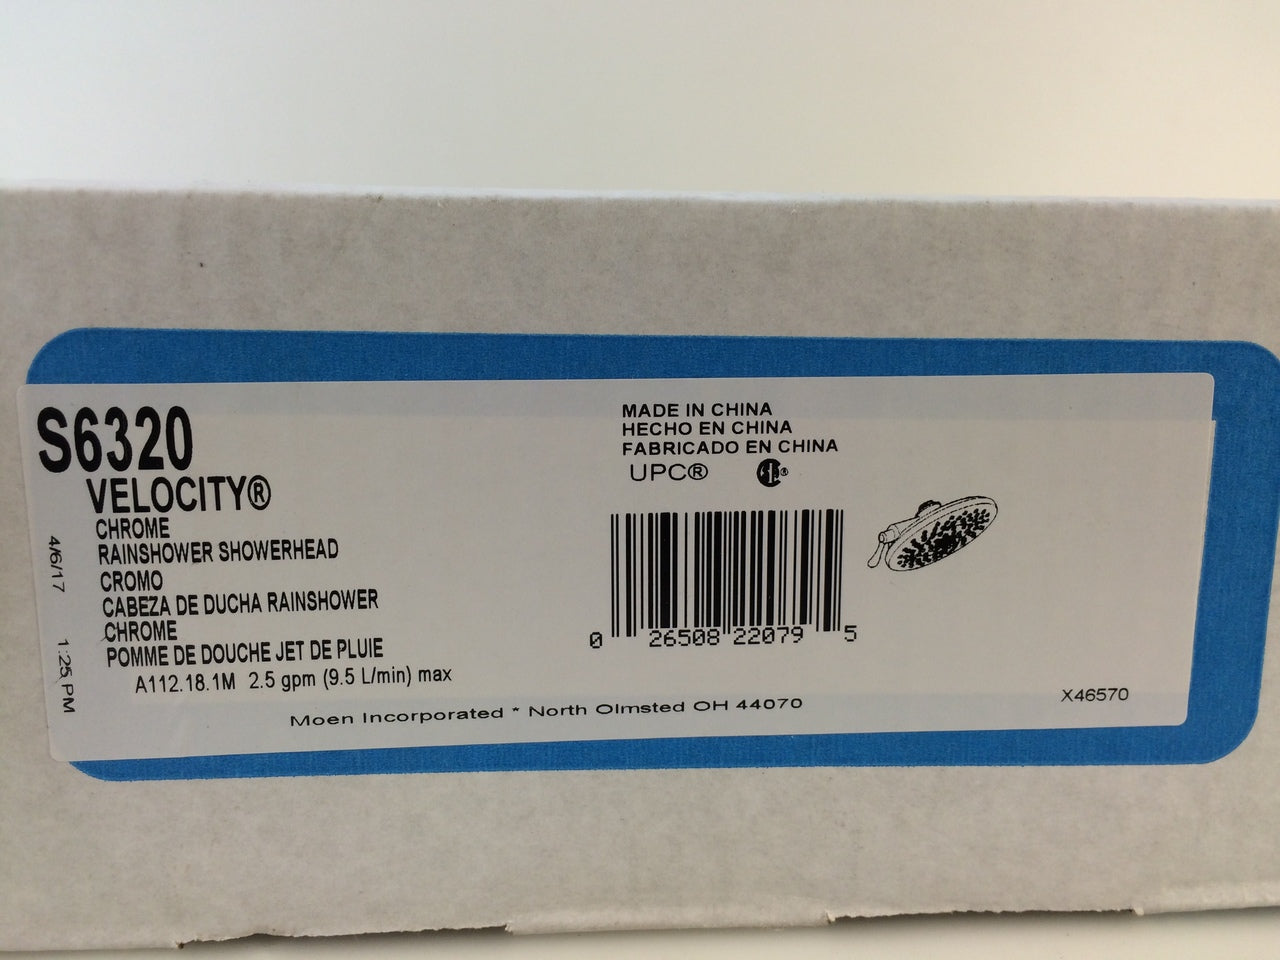 S6320
VELOCITY®
CHROME
RAINSHOWER SHOWERHEAD
CROMO
CABEZA DE DUCHA RAINSHOWER
CHROME
POMME DE DOUCHE JET DE PLUIE
A112.18.1M 2.5 gpm (9.5 L/min) max
4/6/17 1:25 PM
MADE IN CHINA
HECHO EN CHINA
FABRICADO EN CHINA
UPC® ®
0 26508 22079 5
X46570
Moen Incorporated * North Olmsted OH 44070